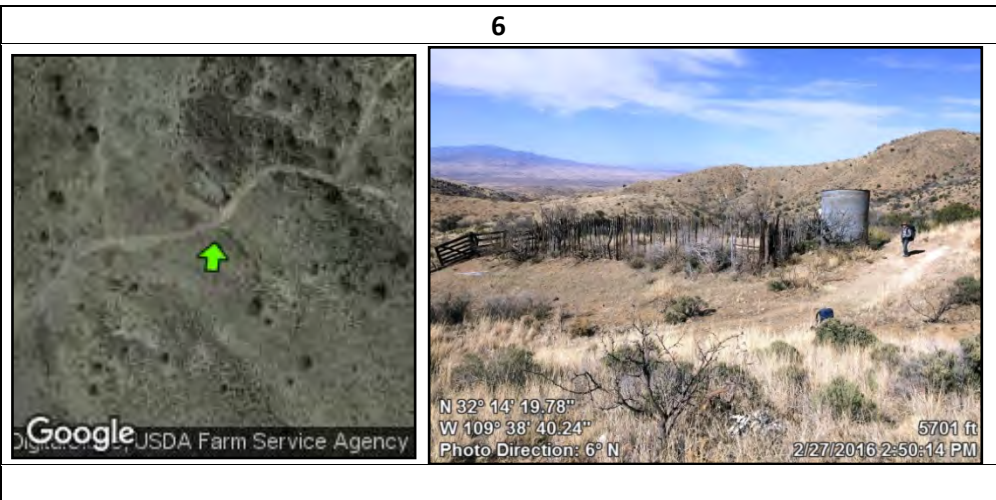 6
Google USDA Farm Service Agency
N 32° 14' 19.78"
W 109° 38' 40.24"
Photo Direction: 6° N
5701 ft
2/27/2016 2:50:14 PM